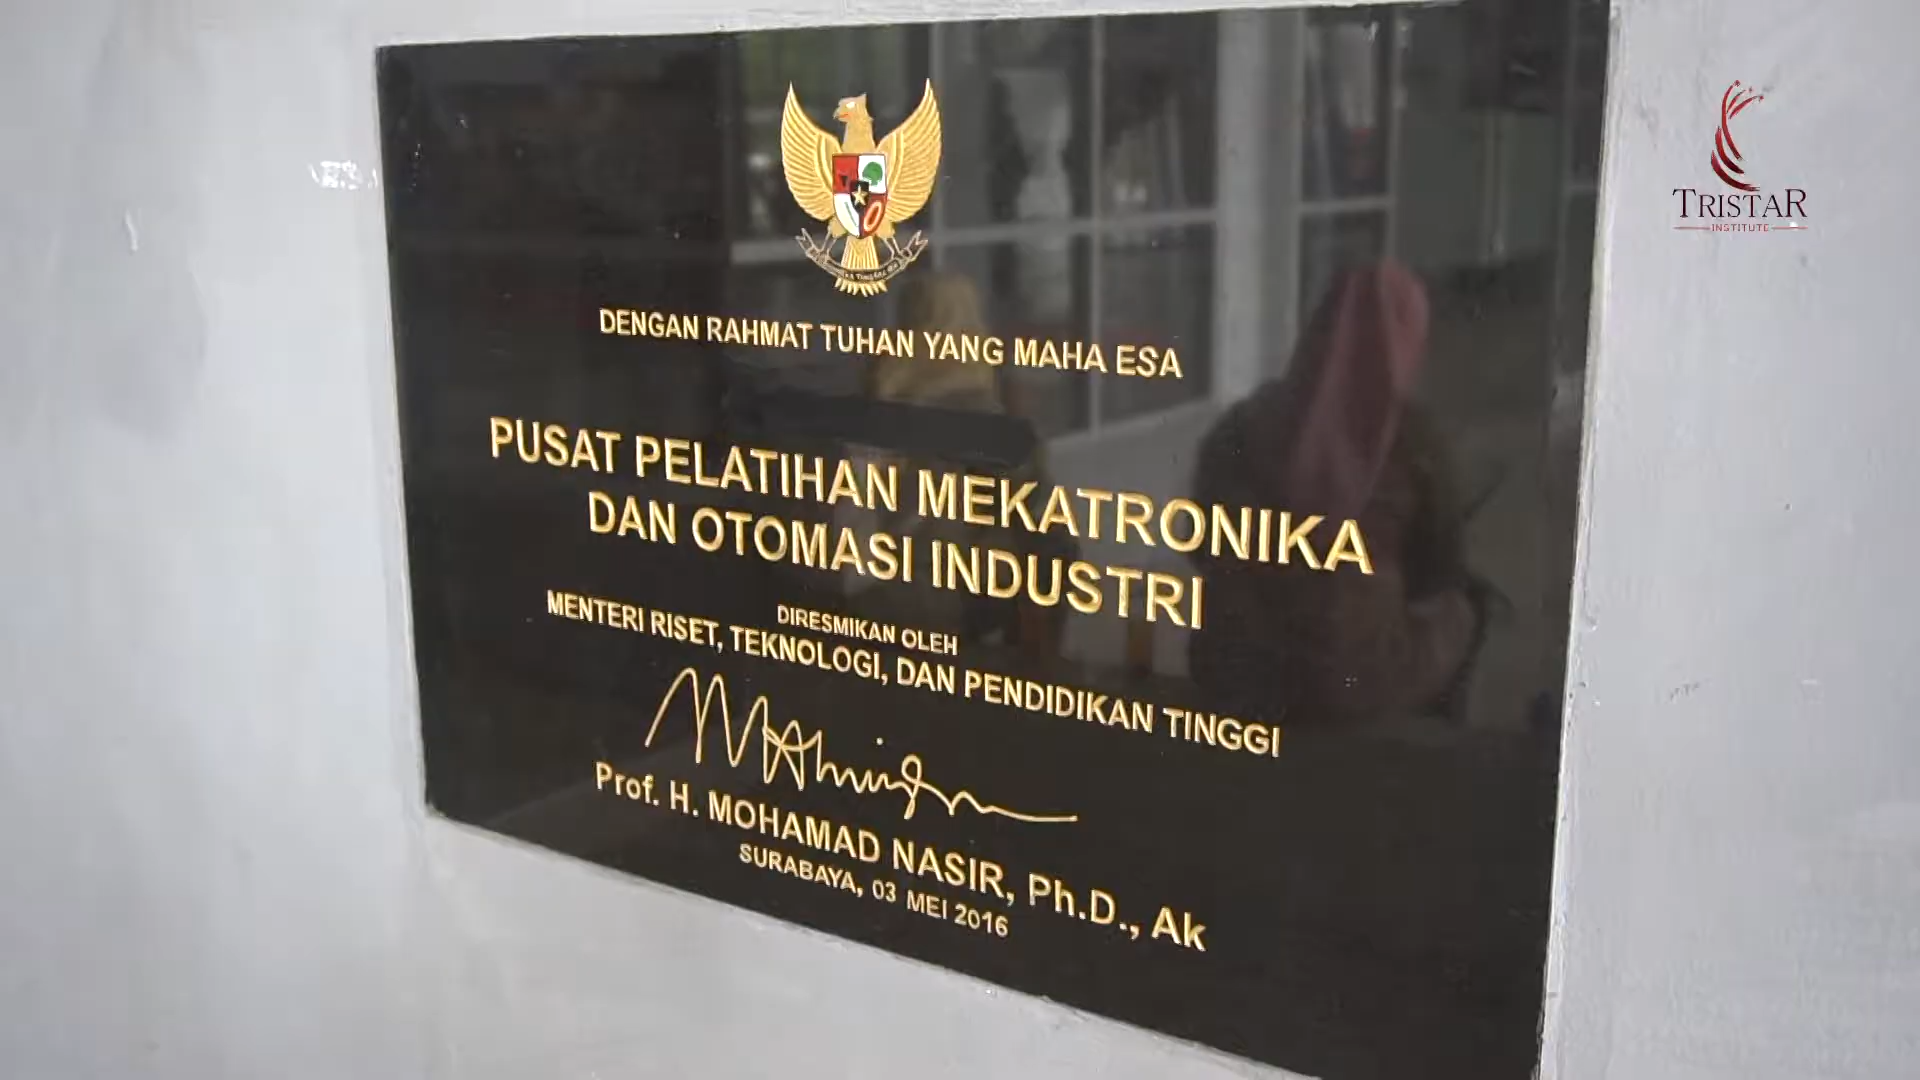 DENGAN RAHMAT TUHAN YANG MAHA ESA
PUSAT PELATIHAN MEKATRONIKA
DAN OTOMASI INDUSTRI
DIRESMIKAN OLEH
MENTERI RISET, TEKNOLOGI, DAN PENDIDIKAN TINGGI
Prof. H. MOHAMAD NASIR, Ph.D., Ak
SURABAYA, 03 MEI 2016
TRISTAR
INSTITUTE